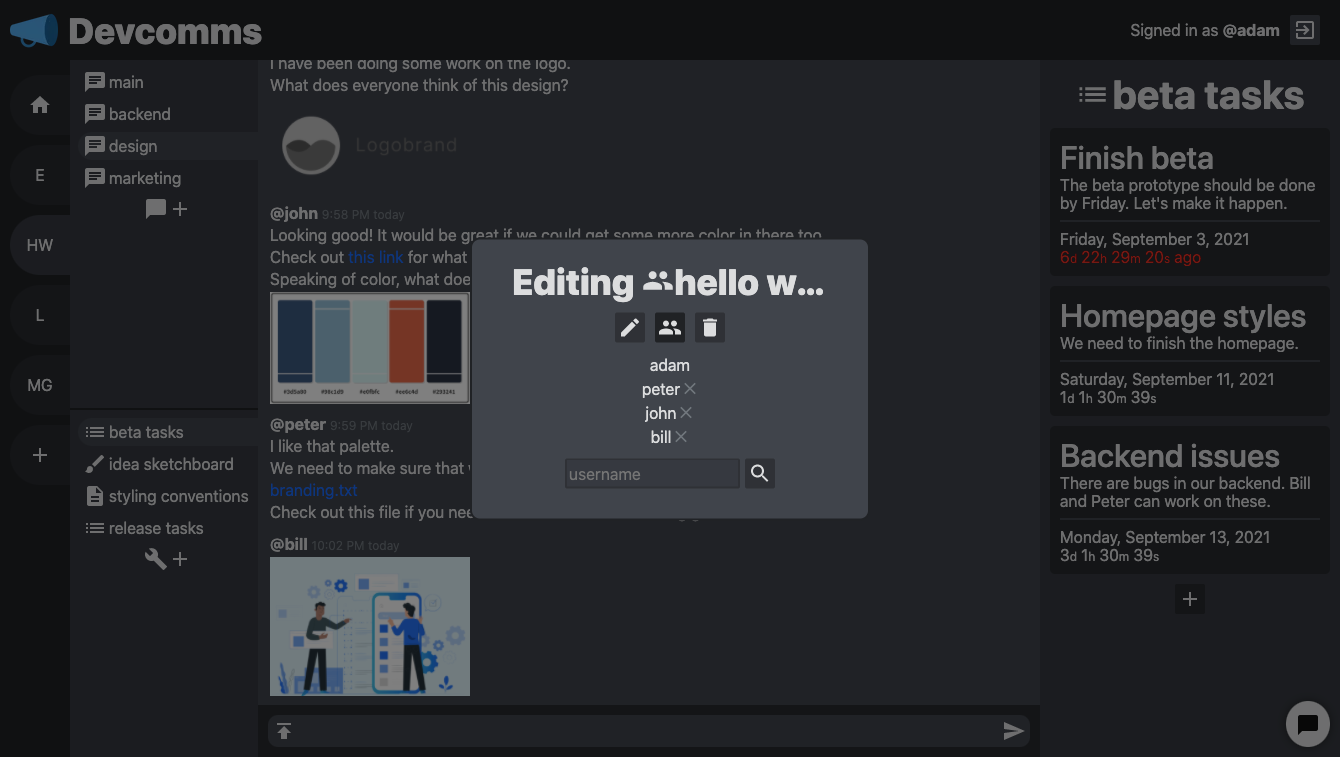 Devcomms
Signed in as @adam
E
HW
L
MG
main
backend
design
marketing
beta tasks
idea sketchboard
styling conventions
release tasks
I have been doing some work on the logo.
What does everyone think of this design?
Logobrand
@john 9:58 PM today
Looking good! It would be great if we could get some more color in there too.
Check out this link for what
Speaking of color, what doe
#3d5a80 #98c1d9 #e0fbfc #ee6c4d #293241
@peter 9:59 PM today
I like that palette.
We need to make sure that
branding.txt
Check out this file if you nee
@bill 10:02 PM today
Editing hello w...
adam
peter
john
bill
username
beta tasks
Finish beta
The beta prototype should be done
by Friday. Let's make it happen.
Friday, September 3, 2021
6d 22h 29m 20s ago
Homepage styles
We need to finish the homepage.
Saturday, September 11, 2021
1d 1h 30m 39s
Backend issues
There are bugs in our backend. Bill
and Peter can work on these.
Monday, September 13, 2021
3d 1h 30m 39s